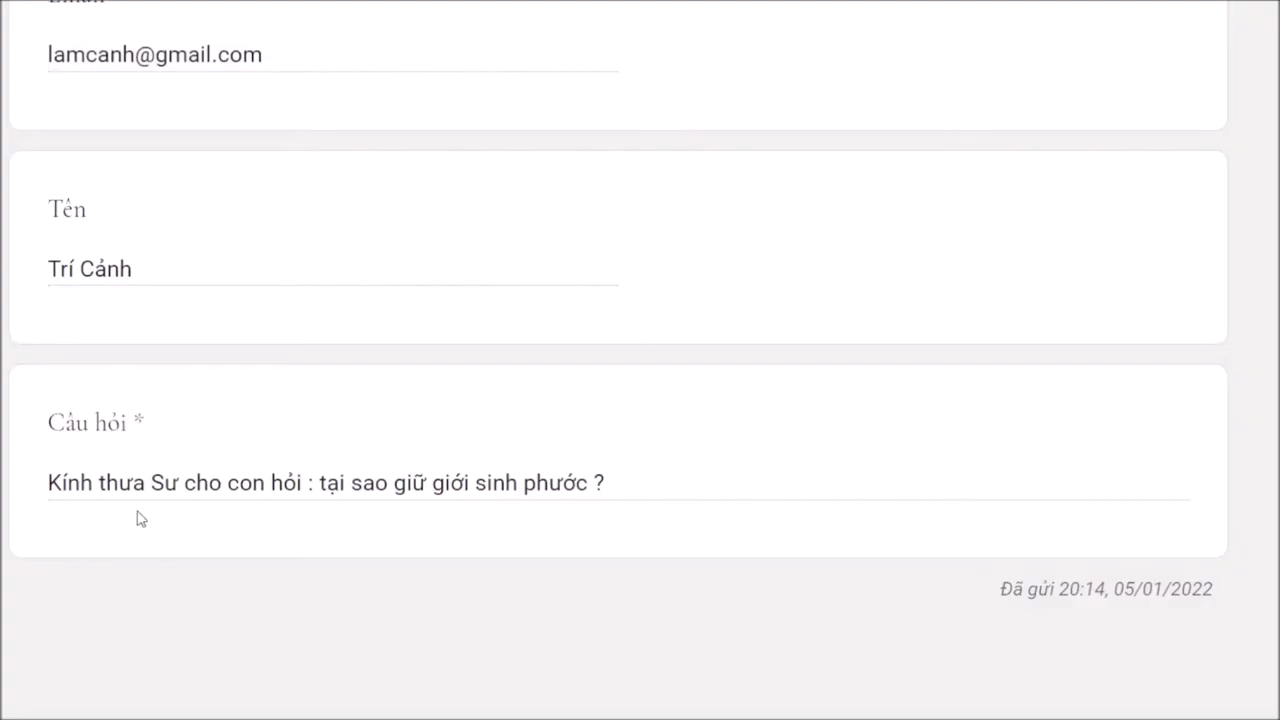 Email
lamcanh@gmail.com
Tên
Trí Cảnh
Câu hỏi *
Kính thưa Sư cho con hỏi : tại sao giữ giới sinh phước ?
Đã gửi 20:14, 05/01/2022